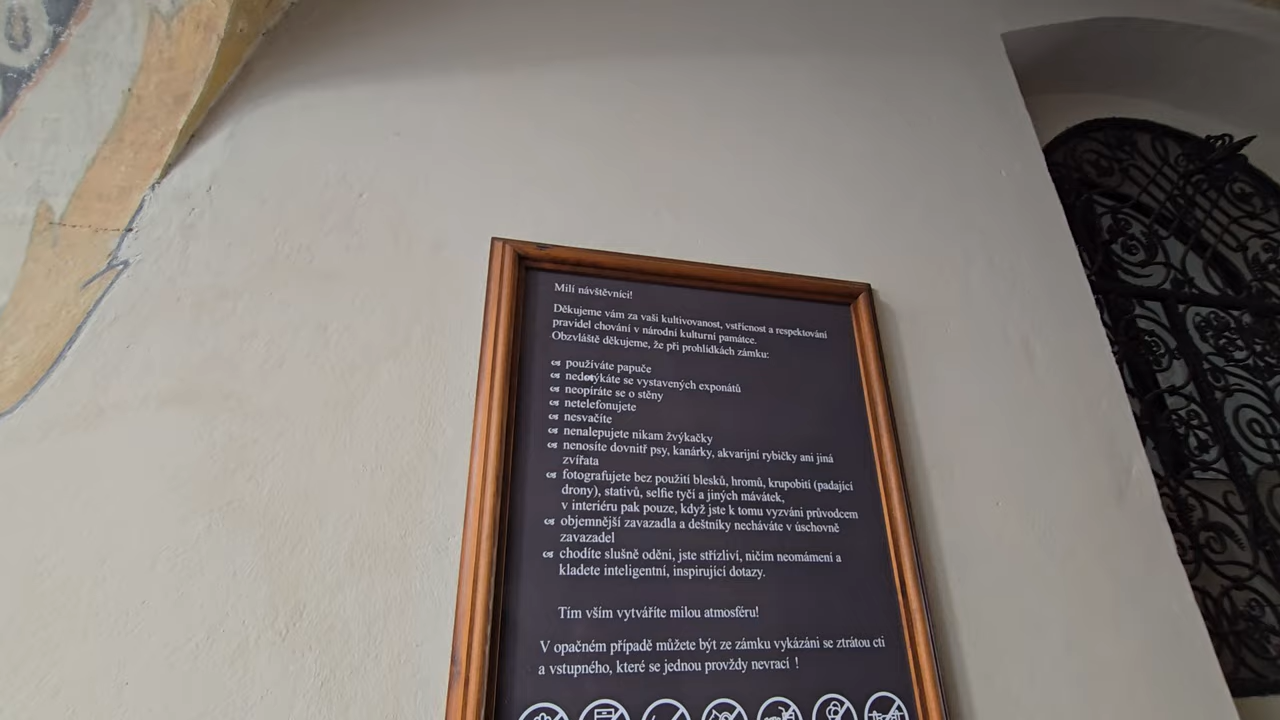 Milí návštěvníci!
Děkujeme vám za vaši kultivovanost, vstřícnost a respektování
pravidel chování v národní kulturní památce.
Obzvláště děkujeme, že při prohlídkách zámku:
používáte papuče
nedotýkáte se vystavených exponátů
neopíráte se o stěny
netelefonujete
nesvačíte
nenalepujete nikam žvýkačky
nenosíte dovnitř psy, kanárky, akvarijní rybičky ani jiná
zvířata
fotografujete bez použití blesků, hromů, krupobití (padající
drony), stativů, selfie tyčí a jiných mávátek,
v interiéru pak pouze, když jste k tomu vyzváni průvodcem
objemnější zavazadla a deštníky necháváte v úschovně
zavazadel
chodíte slušně oděni, jste střízliví, ničím neomámení a
kladete inteligentní, inspirující dotazy.
Tím vším vytváříte milou atmosféru!
V opačném případě můžete být ze zámku vykázáni se ztrátou cti
a vstupného, které se jednou provždy nevrací !